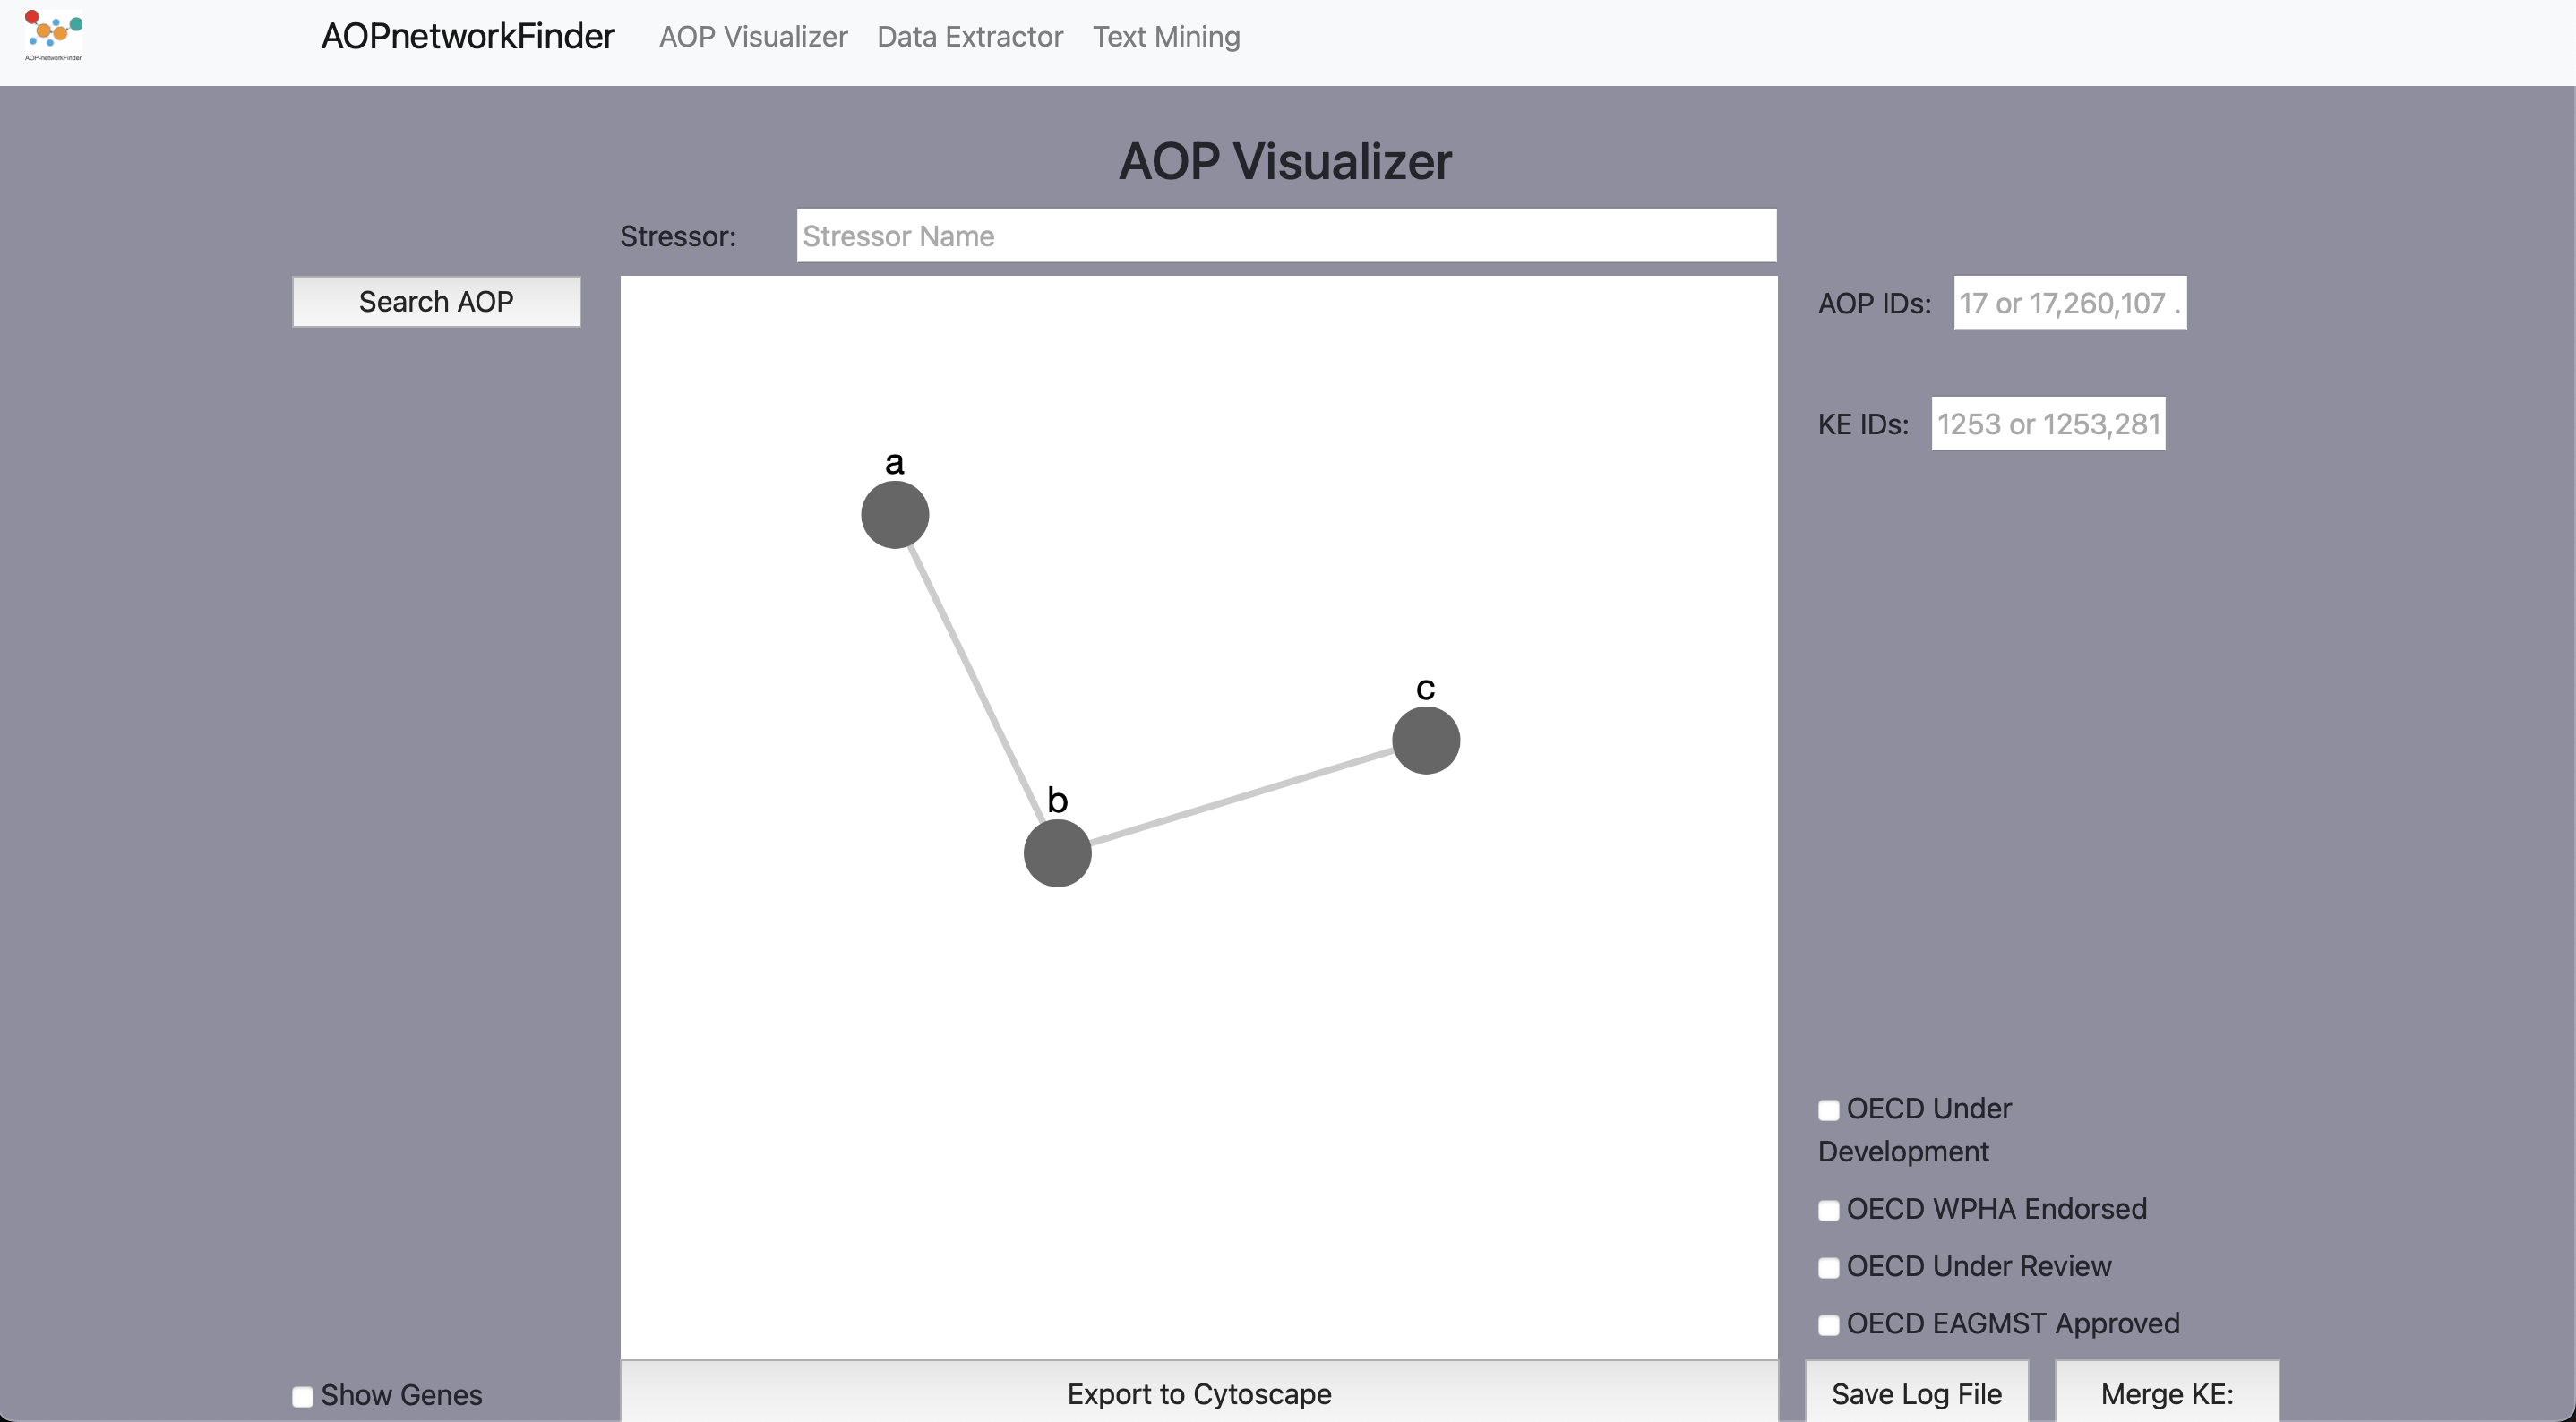 AOP-networkFinder
AOPnetworkFinder AOP Visualizer Data Extractor Text Mining
AOP Visualizer
Stressor: Stressor Name
Search AOP
AOP IDs: 17 or 17,260,107 .
KE IDs: 1253 or 1253,281
a
c
b
OECD Under
Development
OECD WPHA Endorsed
OECD Under Review
OECD EAGMST Approved
Show Genes
Export to Cytoscape
Save Log File
Merge KE: